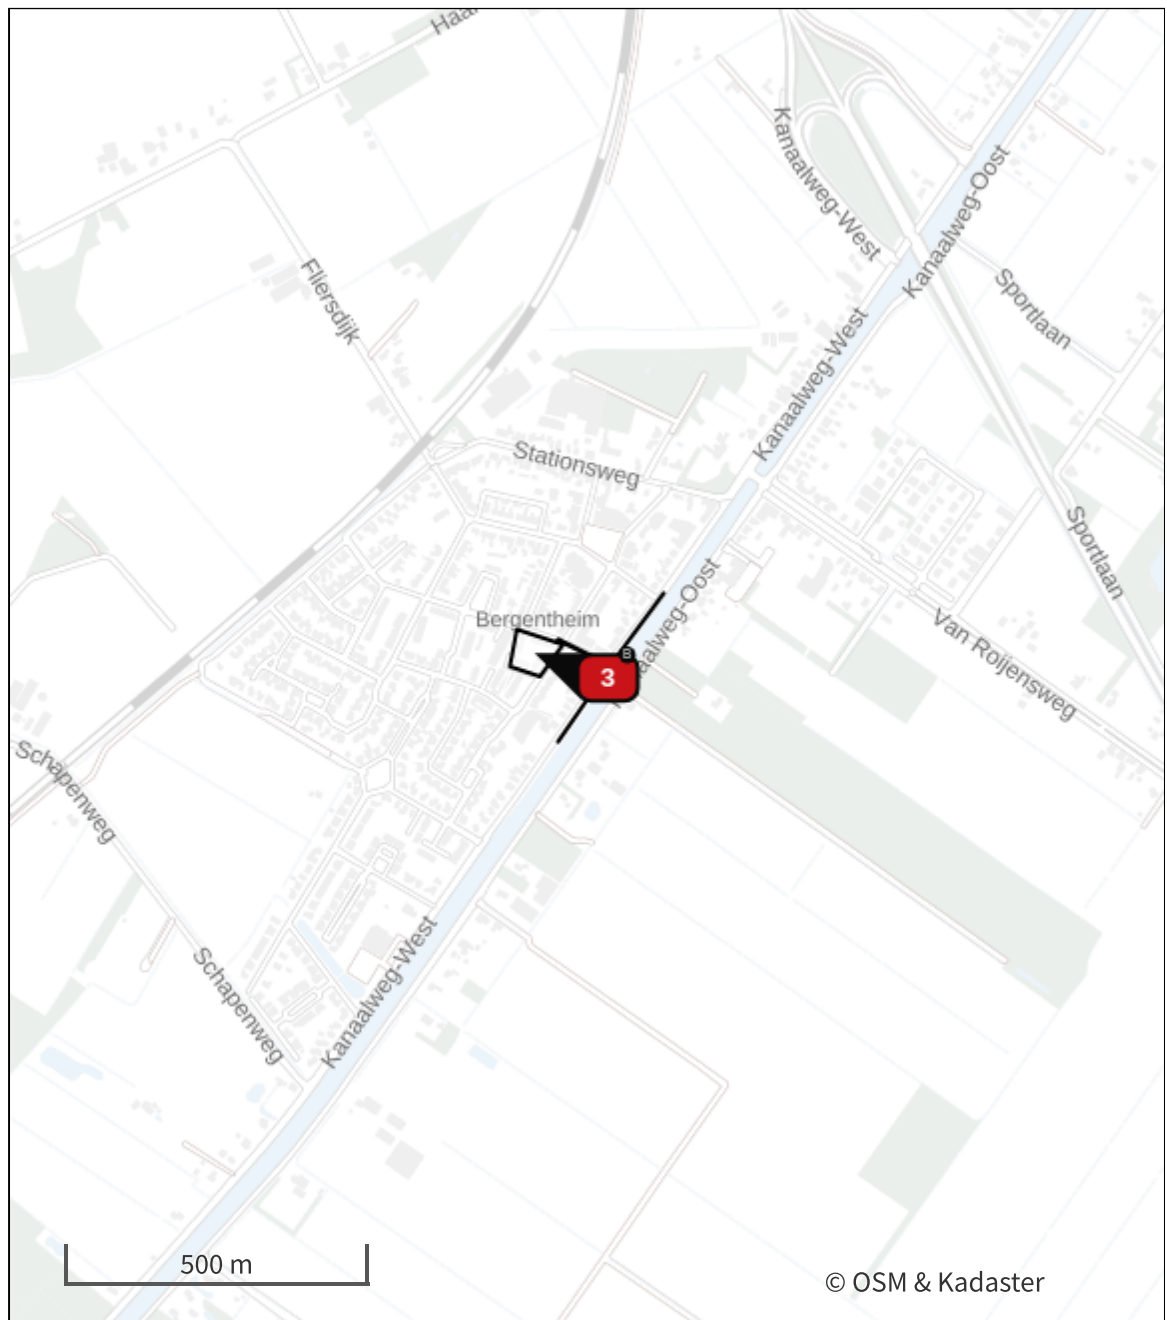 Haar
Kanaalweg-West
Kanaalweg-Oost
Fliersdijk
Sportlaan
Kanaalweg-West
Stationsweg
Sportlaan
Kanaalweg-Oost
Bergentheim
Van Roijensweg
B
3
Schapenweg
Schapenweg
Kanaalweg-West
500 m
© OSM & Kadaster